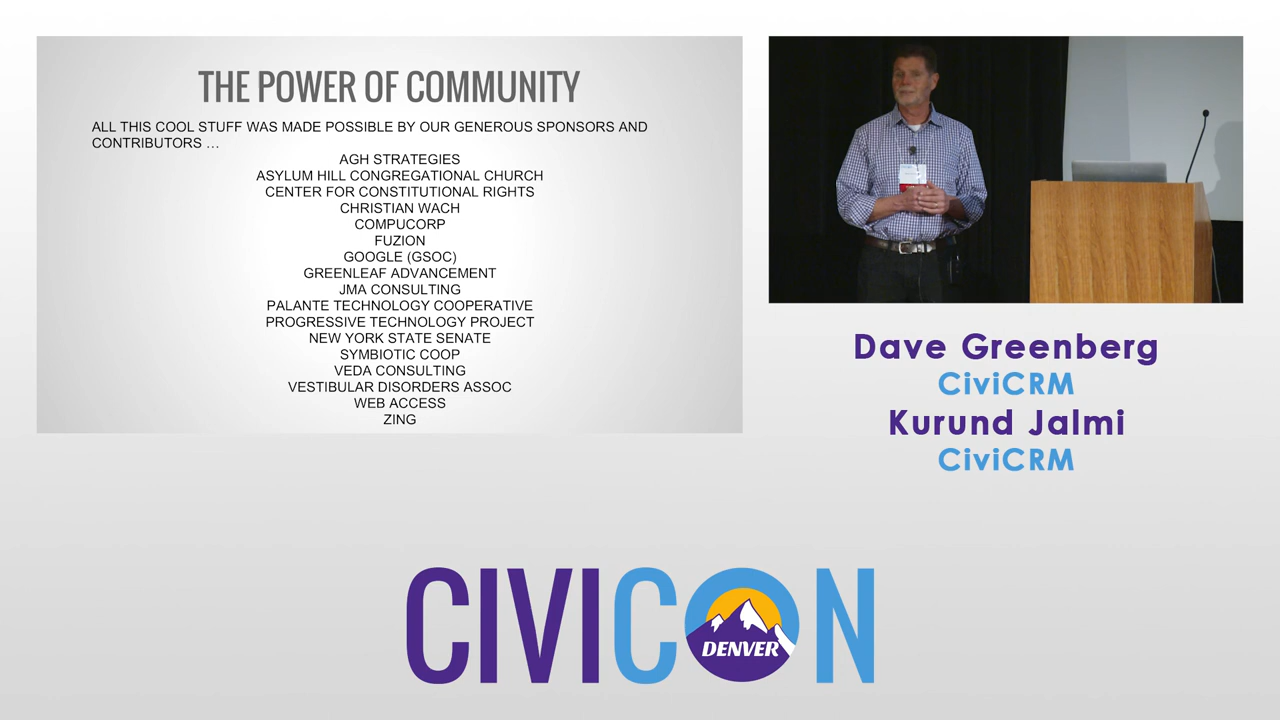 THE POWER OF COMMUNITY
ALL THIS COOL STUFF WAS MADE POSSIBLE BY OUR GENEROUS SPONSORS AND
CONTRIBUTORS …
AGH STRATEGIES
ASYLUM HILL CONGREGATIONAL CHURCH
CENTER FOR CONSTITUTIONAL RIGHTS
CHRISTIAN WACH
COMPUCORP
FUZION
GOOGLE (GSOC)
GREENLEAF ADVANCEMENT
JMA CONSULTING
PALANTE TECHNOLOGY COOPERATIVE
PROGRESSIVE TECHNOLOGY PROJECT
NEW YORK STATE SENATE
SYMBIOTIC COOP
VEDA CONSULTING
VESTIBULAR DISORDERS ASSOC
WEB ACCESS
ZING
Dave Greenberg
CiviCRM
Kurund Jalmi
CiviCRM
CIVICON
DENVER